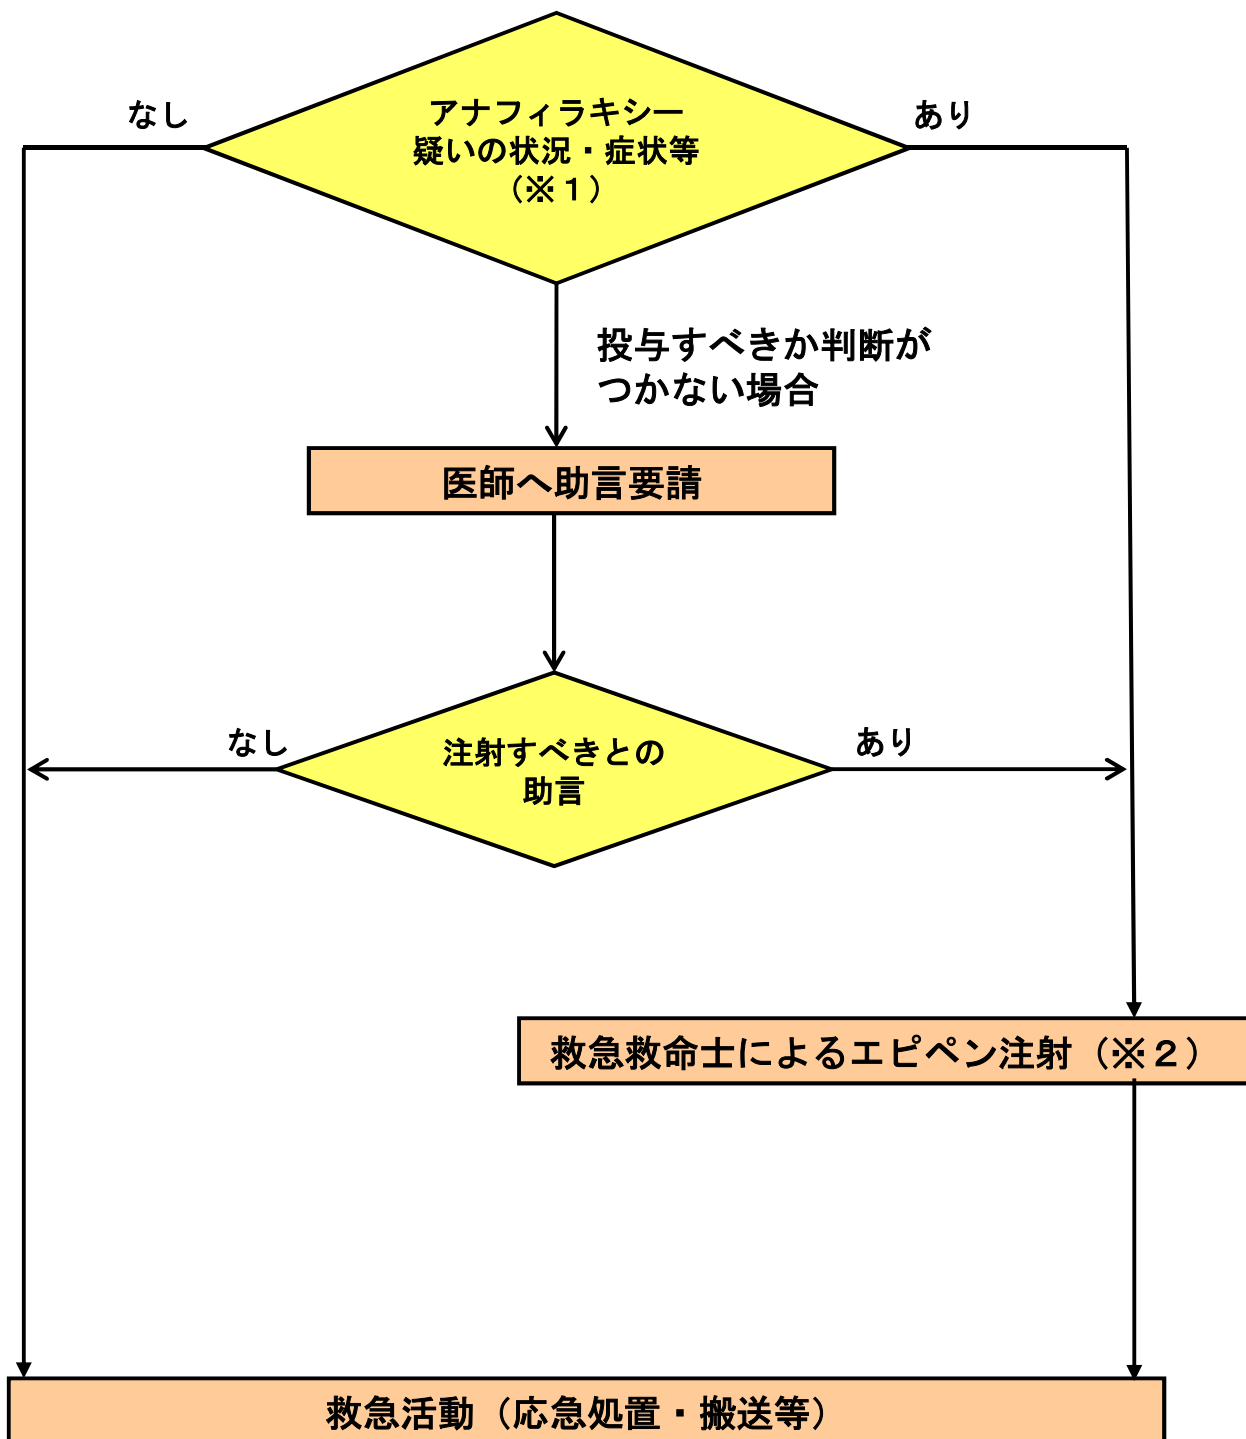 なし
アナフィラキシー
疑いの状況・症状等
（※１）
あり
投与すべきか判断が
つかない場合
医師へ助言要請
なし
注射すべきとの
助言
あり
救急救命士によるエピペン注射（※２）
救急活動（応急処置・搬送等）